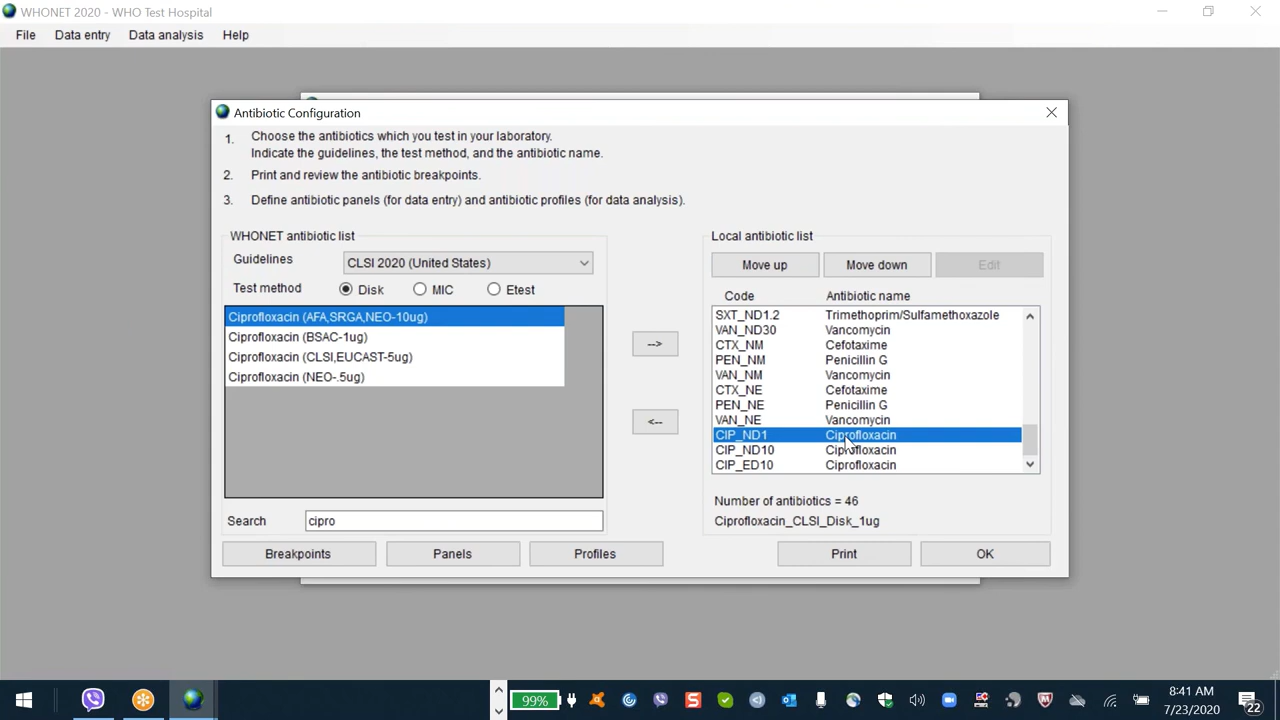 WHONET 2020 - WHO Test Hospital
File Data entry Data analysis Help
Antibiotic Configuration
1. Choose the antibiotics which you test in your laboratory.
Indicate the guidelines, the test method, and the antibiotic name.
2. Print and review the antibiotic breakpoints.
3. Define antibiotic panels (for data entry) and antibiotic profiles (for data analysis).
WHONET antibiotic list
Guidelines CLSI 2020 (United States)
Test method Disk MIC Etest
Ciprofloxacin (AFA,SRGA,NEO-10ug)
Ciprofloxacin (BSAC-1ug)
Ciprofloxacin (CLSI,EUCAST-5ug)
Ciprofloxacin (NEO-.5ug)
Search cipro
Breakpoints Panels Profiles
-->
<--
Local antibiotic list
Move up Move down Edit
Code Antibiotic name
SXT_ND1.2 Trimethoprim/Sulfamethoxazole
VAN_ND30 Vancomycin
CTX_NM Cefotaxime
PEN_NM Penicillin G
VAN_NM Vancomycin
CTX_NE Cefotaxime
PEN_NE Penicillin G
VAN_NE Vancomycin
CIP_ND1 Ciprofloxacin
CIP_ND10 Ciprofloxacin
CIP_ED10 Ciprofloxacin
Number of antibiotics = 46
Ciprofloxacin_CLSI_Disk_1ug
Print OK
99%
8:41 AM
7/23/2020
22